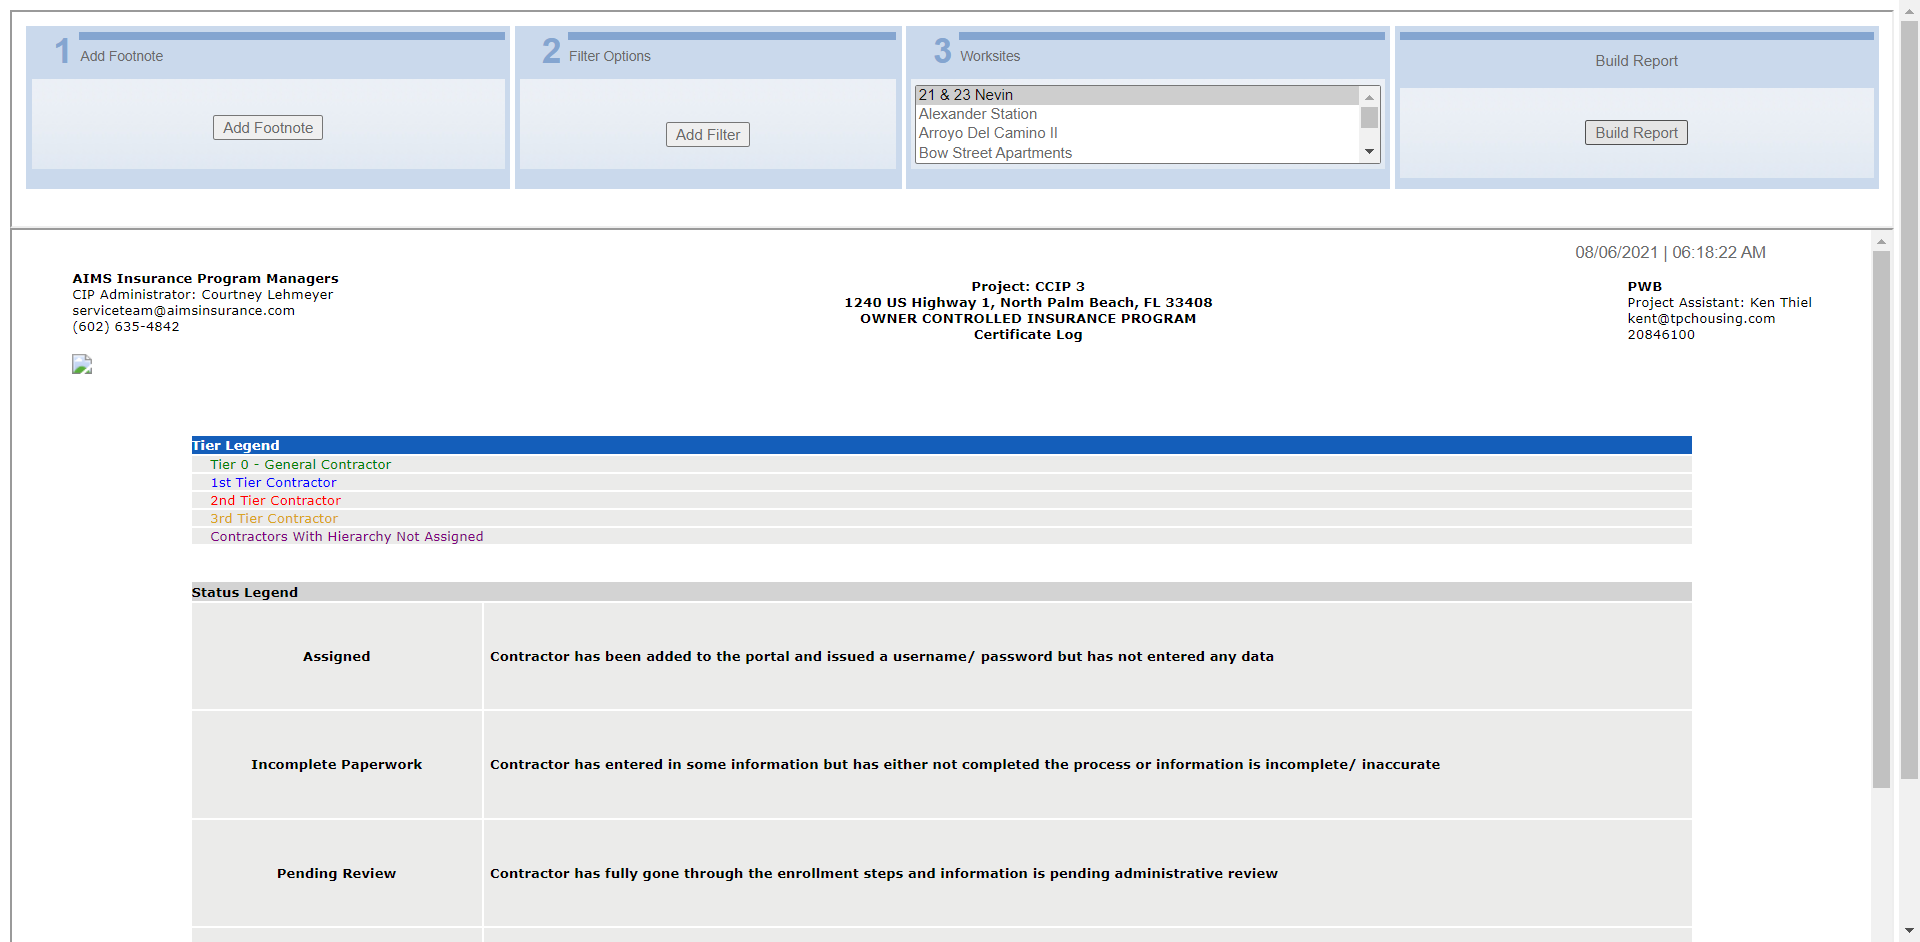 1 Add Footnote
Add Footnote
2 Filter Options
Add Filter
3 Worksites
21 & 23 Nevin
Alexander Station
Arroyo Del Camino II
Bow Street Apartments
Build Report
Build Report
08/06/2021 | 06:18:22 AM
AIMS Insurance Program Managers
CIP Administrator: Courtney Lehmeyer
serviceteam@aimsinsurance.com
(602) 635-4842
Project: CCIP 3
1240 US Highway 1, North Palm Beach, FL 33408
OWNER CONTROLLED INSURANCE PROGRAM
Certificate Log
PWB
Project Assistant: Ken Thiel
kent@tpchousing.com
20846100
Tier Legend
Tier 0 - General Contractor
1st Tier Contractor
2nd Tier Contractor
3rd Tier Contractor
Contractors With Hierarchy Not Assigned
Status Legend
Assigned
Contractor has been added to the portal and issued a username/ password but has not entered any data
Incomplete Paperwork
Contractor has entered in some information but has either not completed the process or information is incomplete/ inaccurate
Pending Review
Contractor has fully gone through the enrollment steps and information is pending administrative review